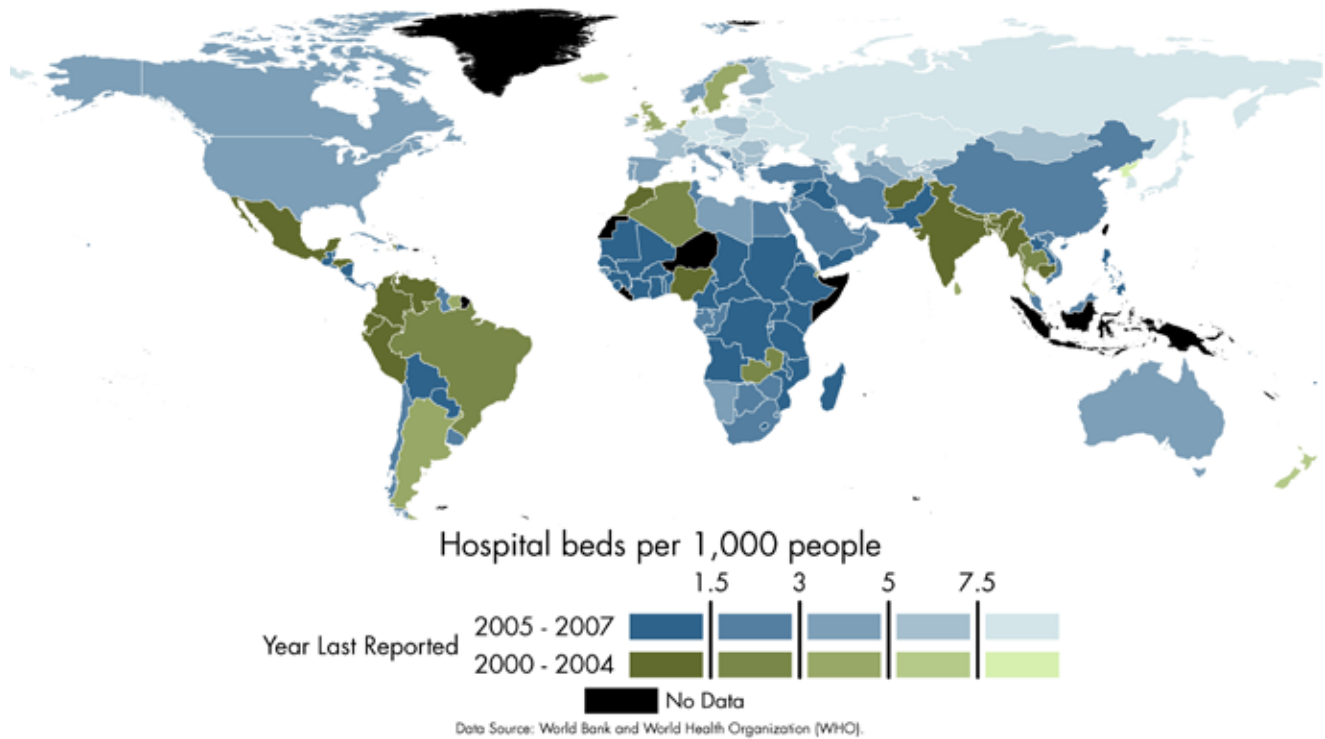 Hospital beds per 1,000 people
1.5 3 5 7.5
Year Last Reported
2005 - 2007
2000 - 2004
No Data
Data Source: World Bank and World Health Organization (WHO).